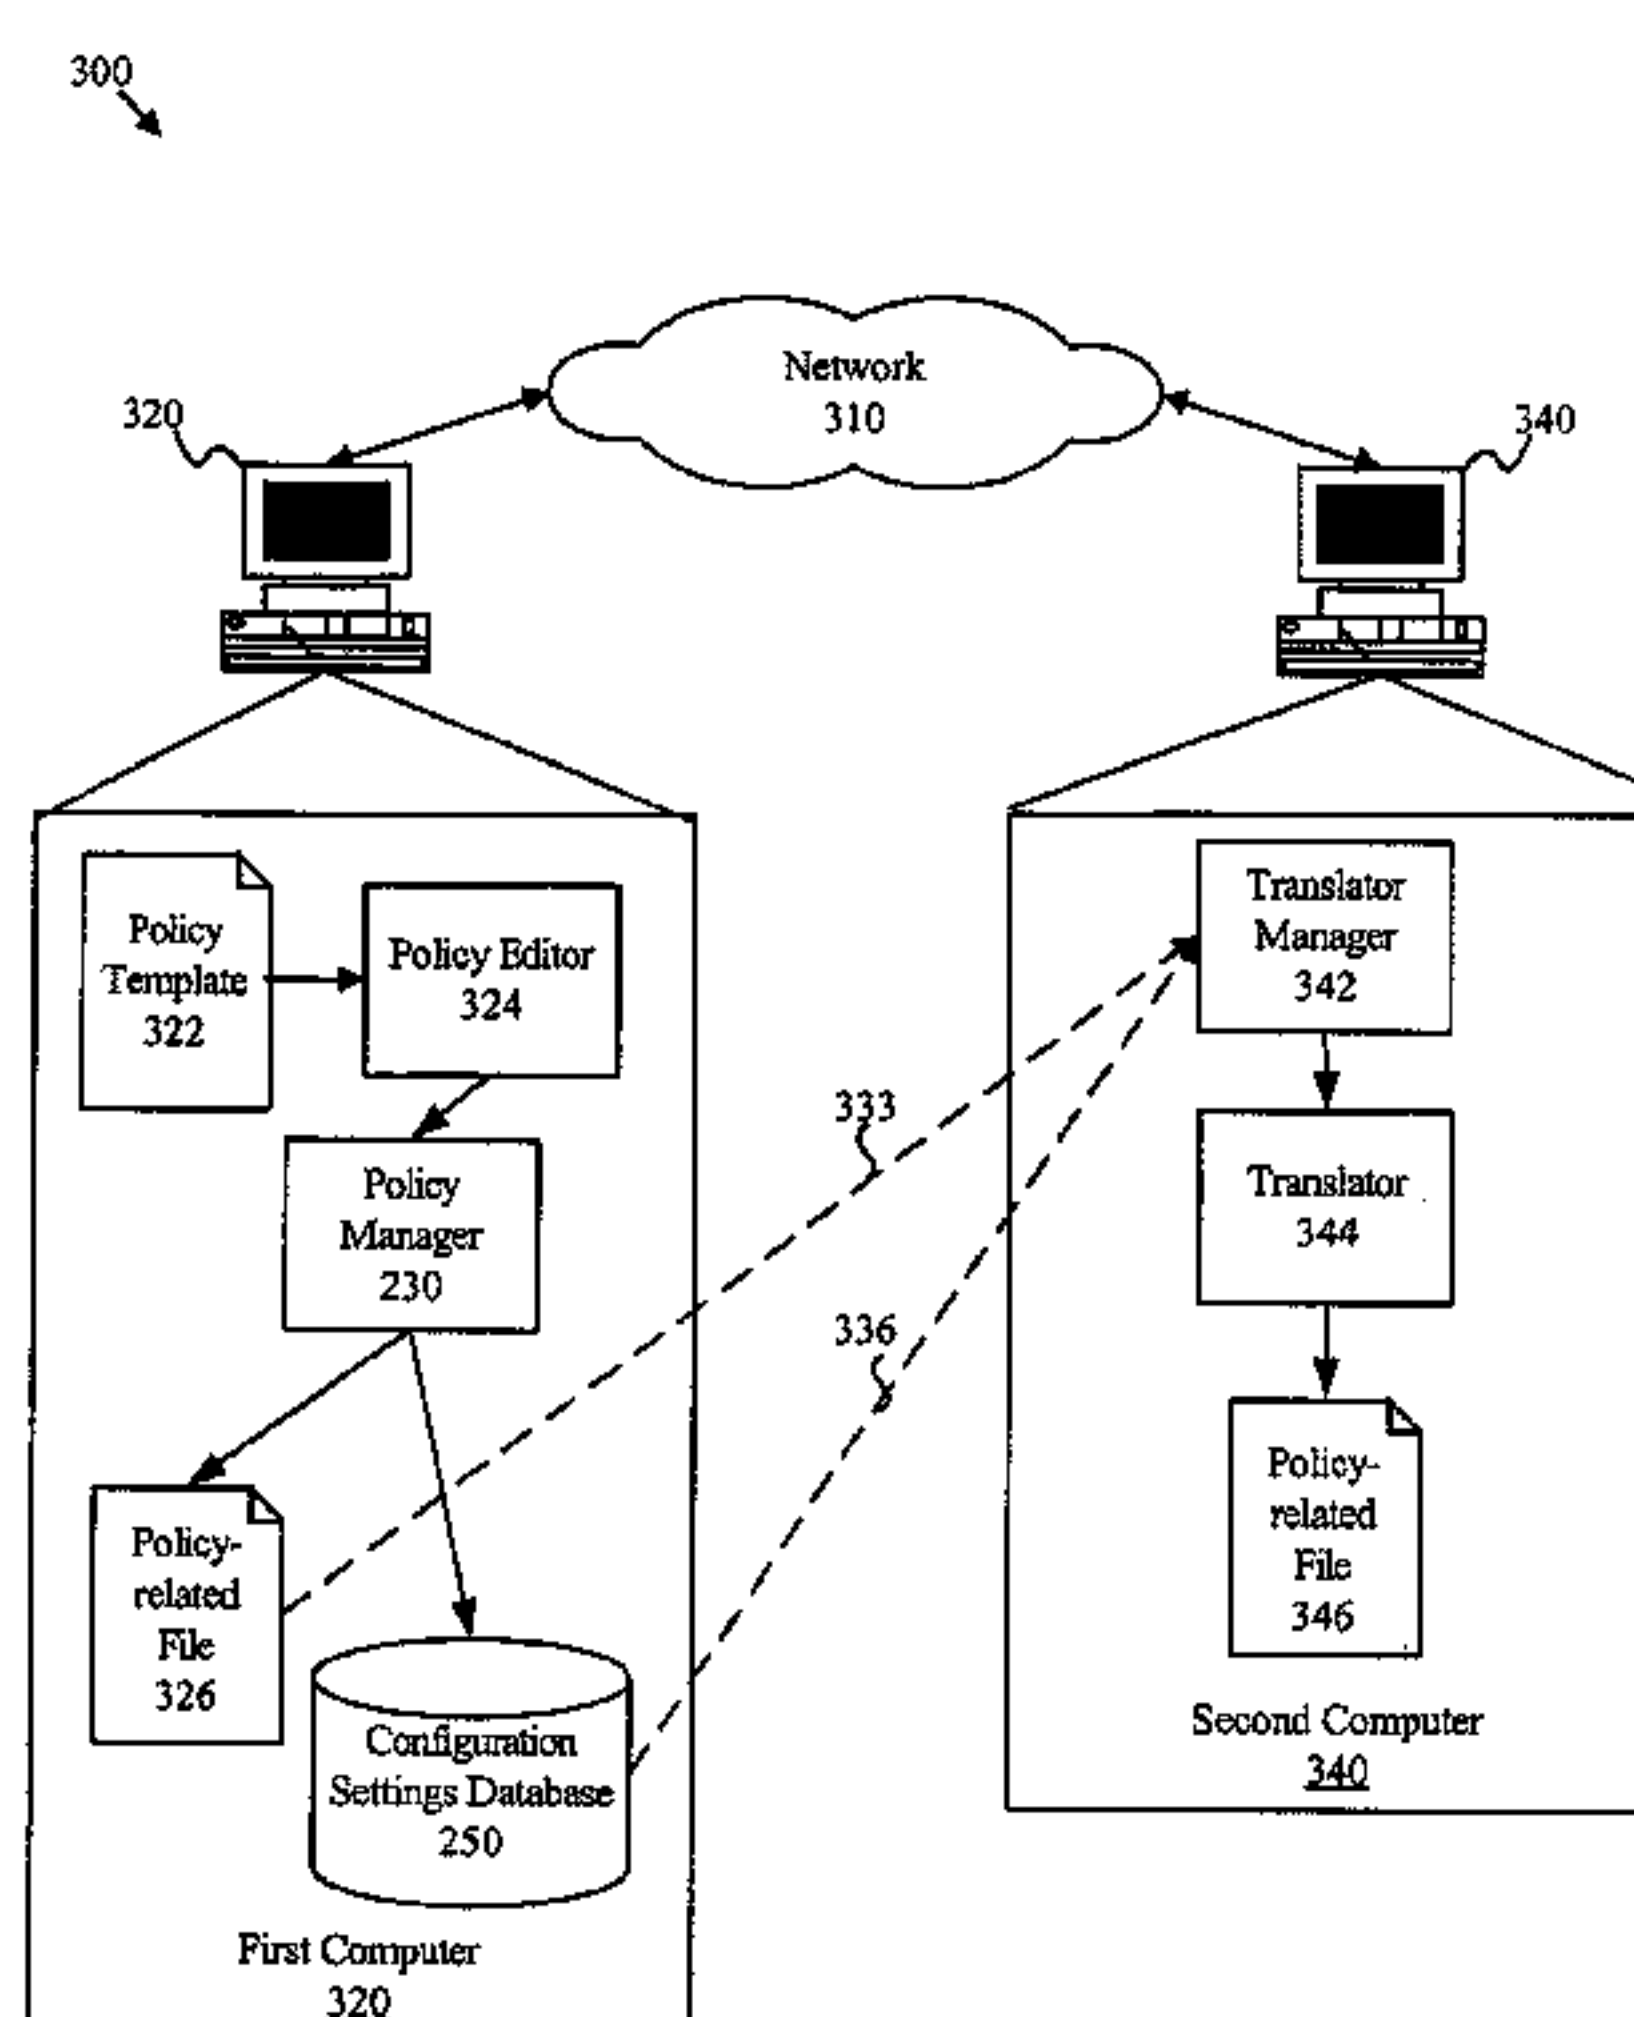 300
Network
310
320
340
Policy
Template
322
Policy Editor
324
Policy
Manager
230
Policy-
related
File
326
Configuration
Settings Database
250
First Computer
320
333
336
Translator
Manager
342
Translator
344
Policy-
related
File
346
Second Computer
340